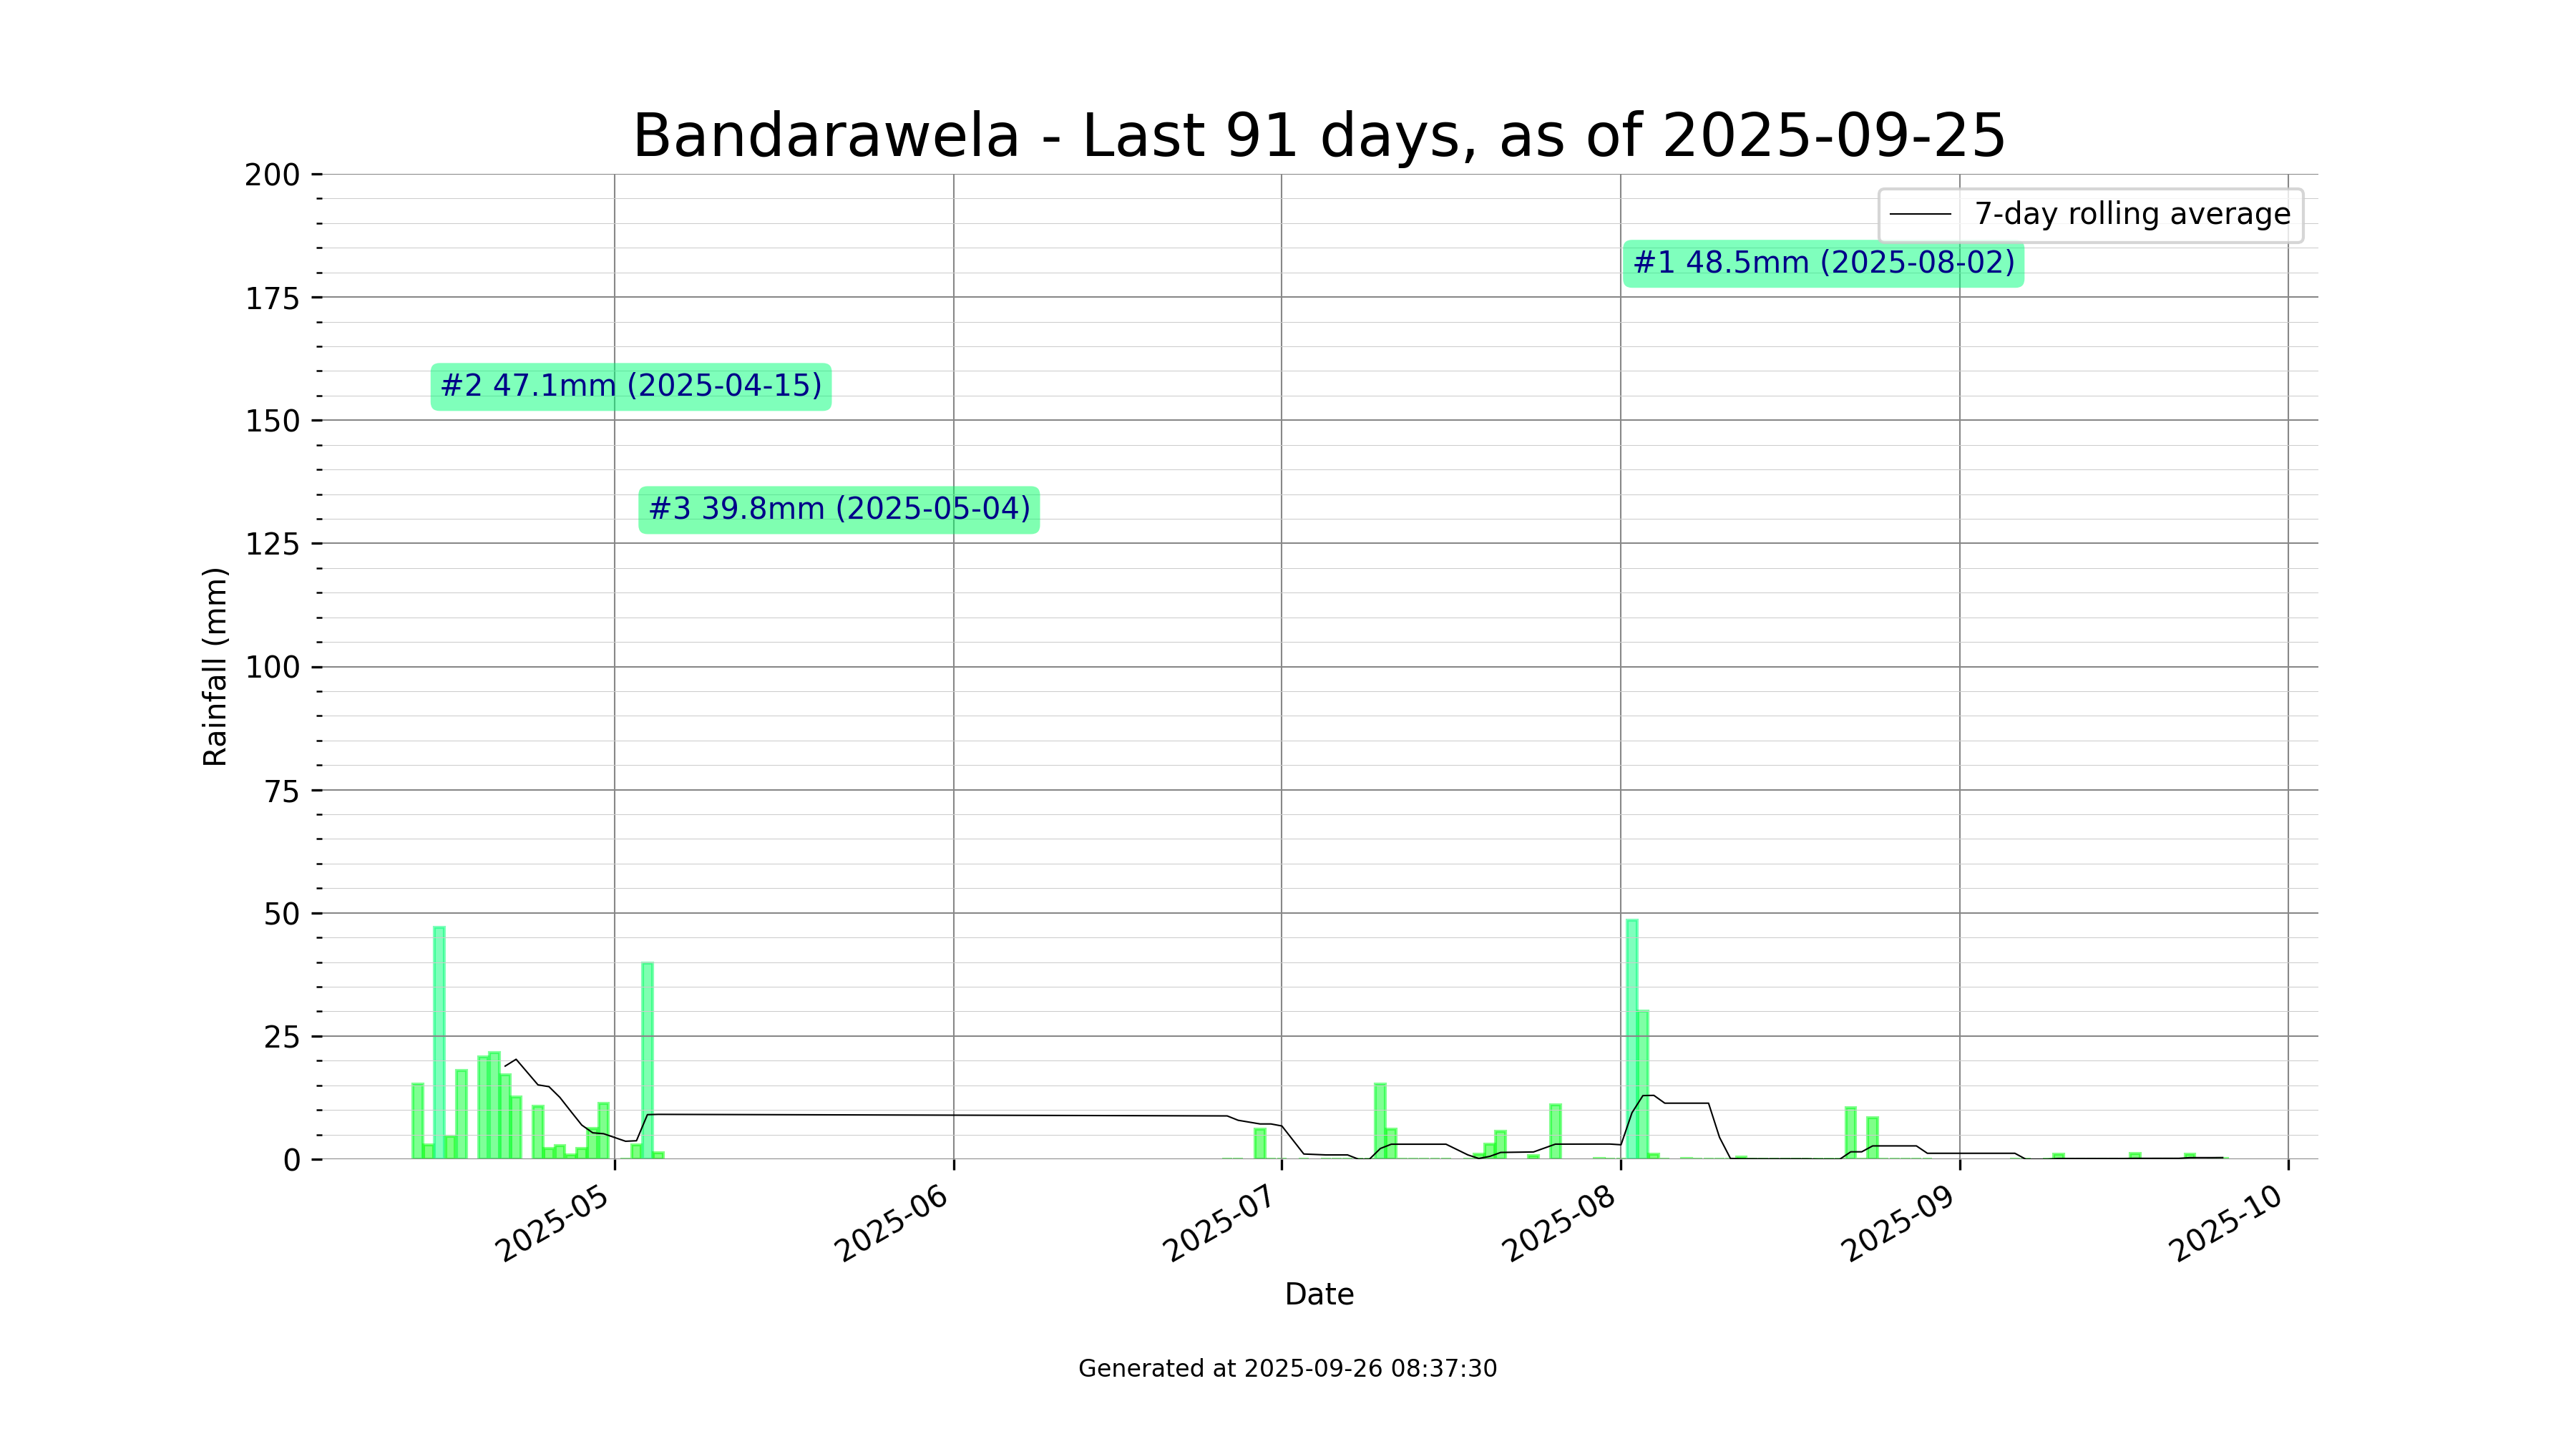 Bandarawela - Last 91 days, as of 2025-09-25
200
175
150
125
100
75
50
25
0
Rainfall (mm)
7-day rolling average
#1 48.5mm (2025-08-02)
#2 47.1mm (2025-04-15)
#3 39.8mm (2025-05-04)
2025-05
2025-06
2025-07
2025-08
2025-09
2025-10
Date
Generated at 2025-09-26 08:37:30